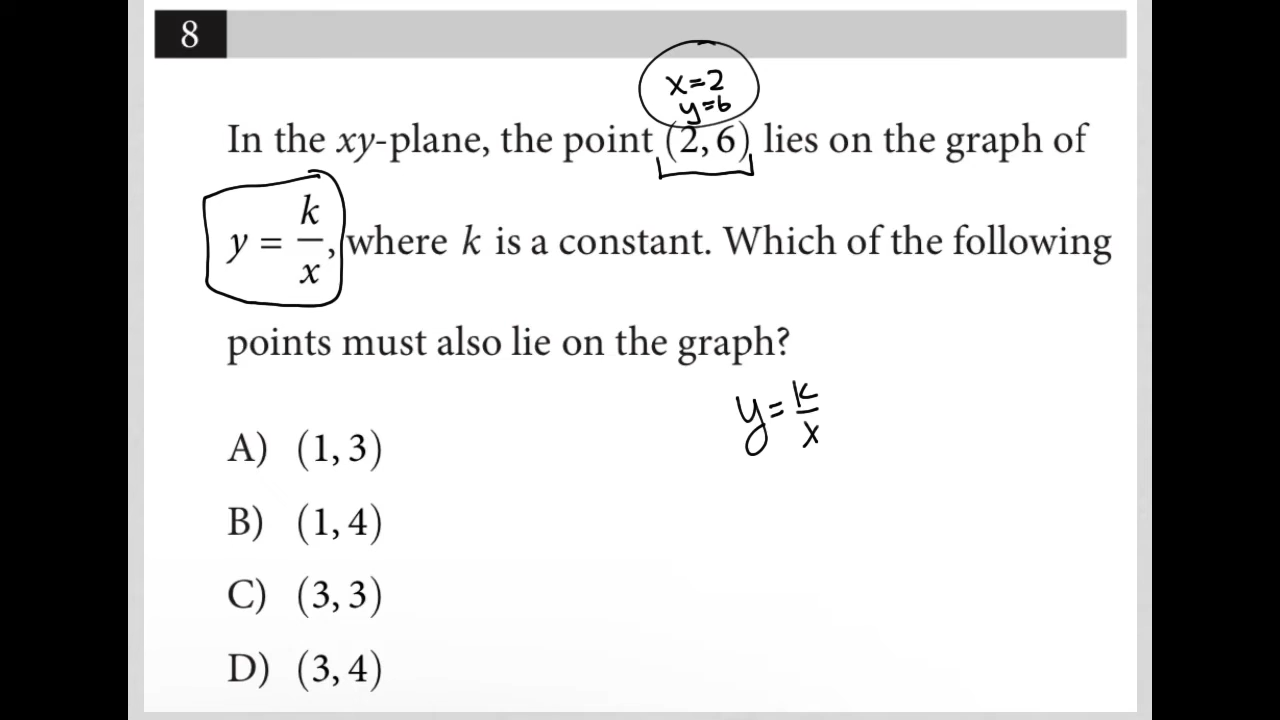 8
x=2
y=6
In the xy-plane, the point (2, 6) lies on the graph of
y = k/x, where k is a constant. Which of the following
points must also lie on the graph?
y=k/x
A) (1, 3)
B) (1, 4)
C) (3, 3)
D) (3, 4)